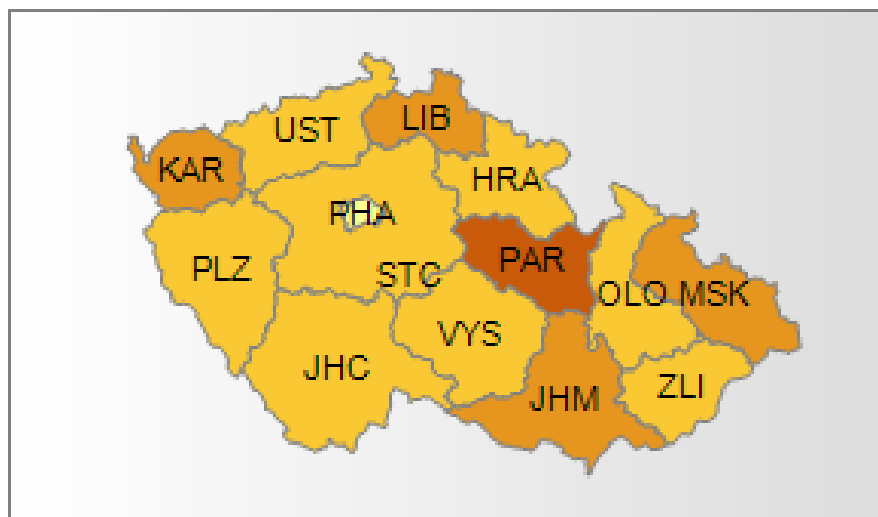 LIB
UST
KAR
HRA
PHA
PAR
PLZ
STC
OLO
MSK
VYS
JHC
ZLI
JHM